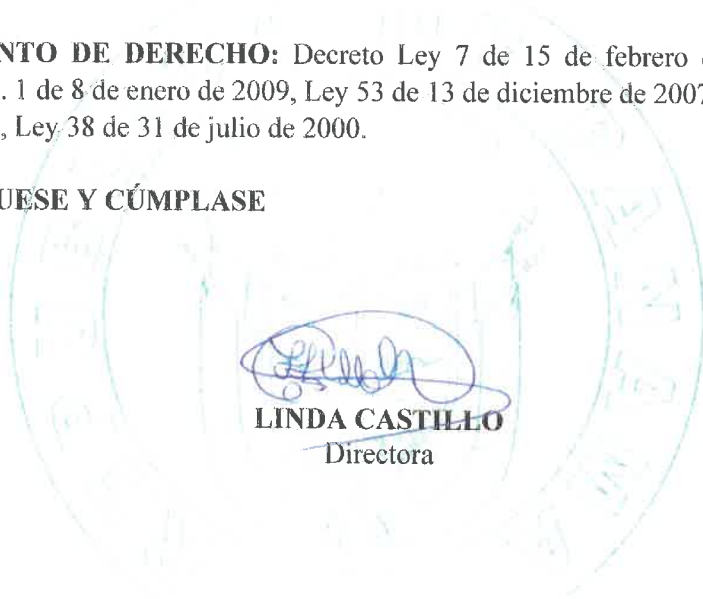 NTO DE DERECHO: Decreto Ley 7 de 15 de febrero
. 1 de 8 de enero de 2009, Ley 53 de 13 de diciembre de 2007
, Ley 38 de 31 de julio de 2000.
UESE Y CÚMPLASE
LINDA CASTILLO
Directora